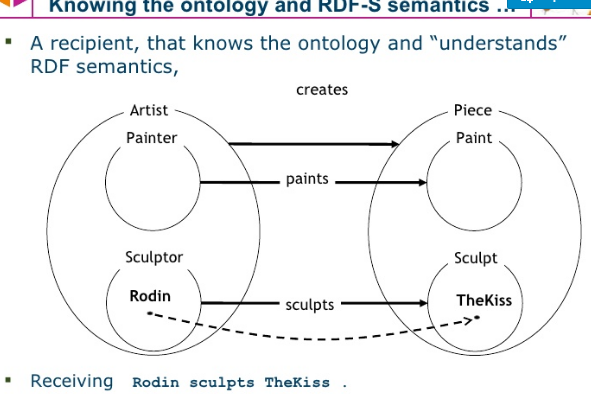 Knowing the ontology and RDF-S semantics ...
▪ A recipient, that knows the ontology and “understands”
RDF semantics,
creates
Artist
Piece
Painter
Paint
paints
Sculptor
Sculpt
Rodin
TheKiss
sculpts
▪ Receiving Rodin sculpts TheKiss .